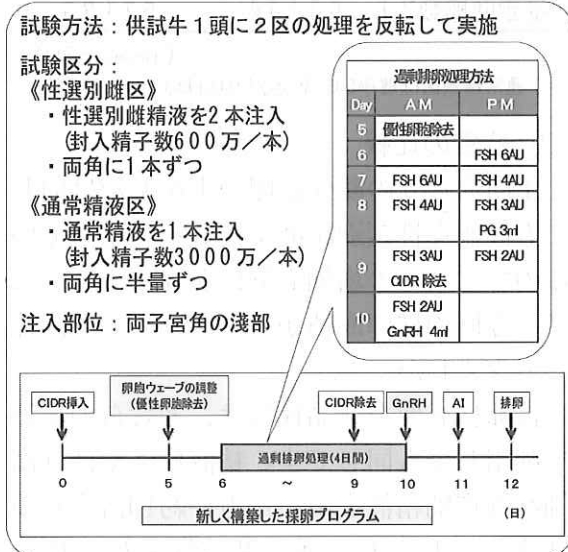 試験方法：供試牛1頭に2区の処理を反転して実施
試験区分：
《性選別雌区》
・性選別雌精液を2本注入
(封入精子数600万／本)
・両角に1本ずつ
《通常精液区》
・通常精液を1本注入
(封入精子数3000万／本)
・両角に半量ずつ
注入部位：両子宮角の浅部
過剰排卵処理方法
Day AM PM
5 優性卵胞除去
6 FSH 6AU
7 FSH 6AU FSH 4AU
8 FSH 4AU FSH 3AU
PG 3ml
9 FSH 3AU FSH 2AU
CIDR 除去
10 FSH 2AU
GnRH 4ml
CIDR挿入 卵胞ウェーブの調整 CIDR除去 GnRH AI 排卵
(優性卵胞除去)
過剰排卵処理(4日間)
0 5 6 ～ 9 10 11 12
(日)
新しく構築した採卵プログラム